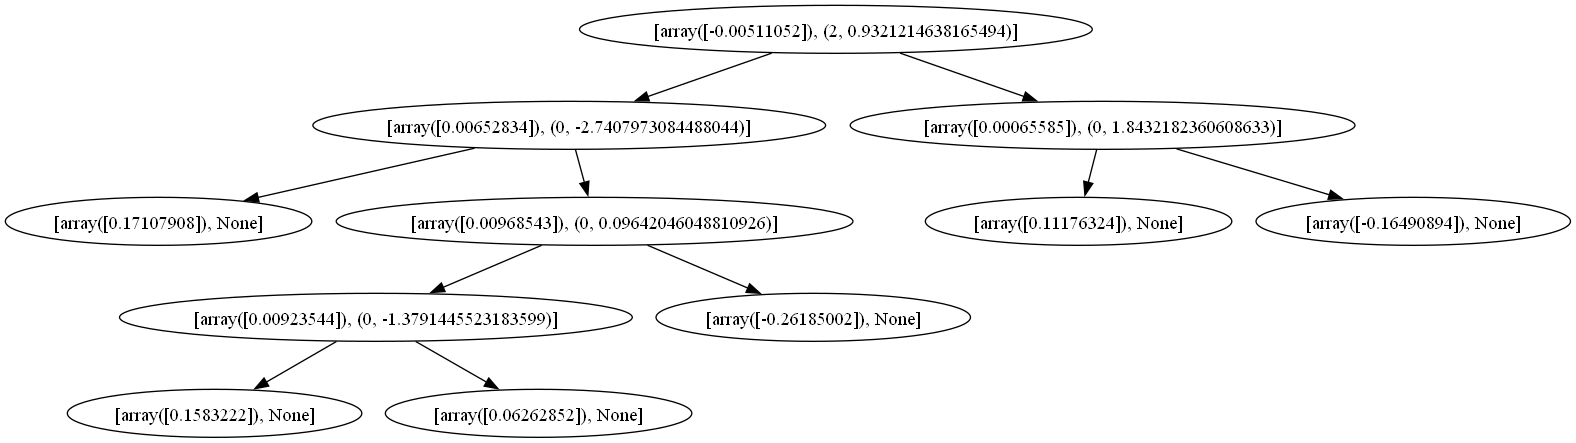 [array([-0.00511052]), (2, 0.9321214638165494)]
[array([0.00652834]), (0, -2.7407973084488044)]
[array([0.00065585]), (0, 1.8432182360608633)]
[array([0.17107908]), None]
[array([0.00968543]), (0, 0.09642046048810926)]
[array([0.11176324]), None]
[array([-0.16490894]), None]
[array([0.00923544]), (0, -1.3791445523183599)]
[array([-0.26185002]), None]
[array([0.1583222]), None]
[array([0.06262852]), None]